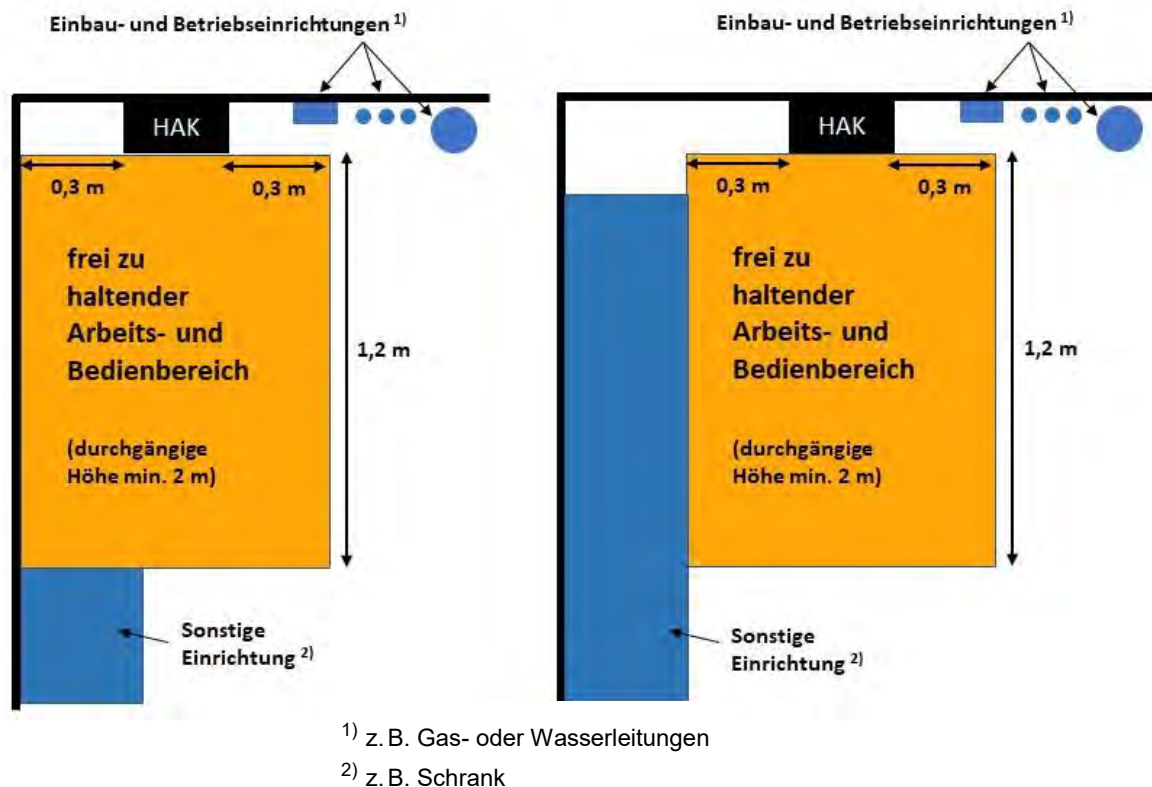 Einbau- und Betriebseinrichtungen 1)
HAK
0,3 m
0,3 m
frei zu
haltender
Arbeits- und
Bedienbereich
1,2 m
(durchgängige
Höhe min. 2 m)
Sonstige
Einrichtung 2)
Einbau- und Betriebseinrichtungen 1)
HAK
0,3 m
0,3 m
frei zu
haltender
Arbeits- und
Bedienbereich
1,2 m
(durchgängige
Höhe min. 2 m)
Sonstige
Einrichtung 2)
1) z. B. Gas- oder Wasserleitungen
2) z. B. Schrank